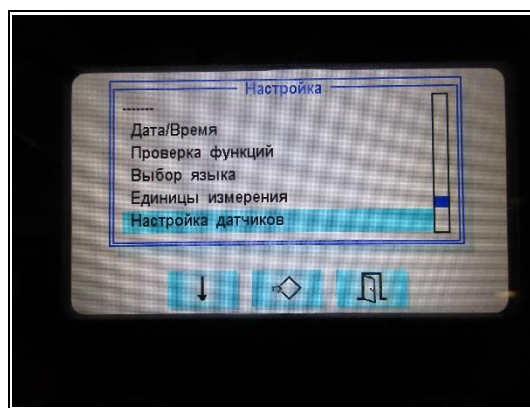 Настройка
-------
Дата/Время
Проверка функций
Выбор языка
Единицы измерения
Настройка датчиков